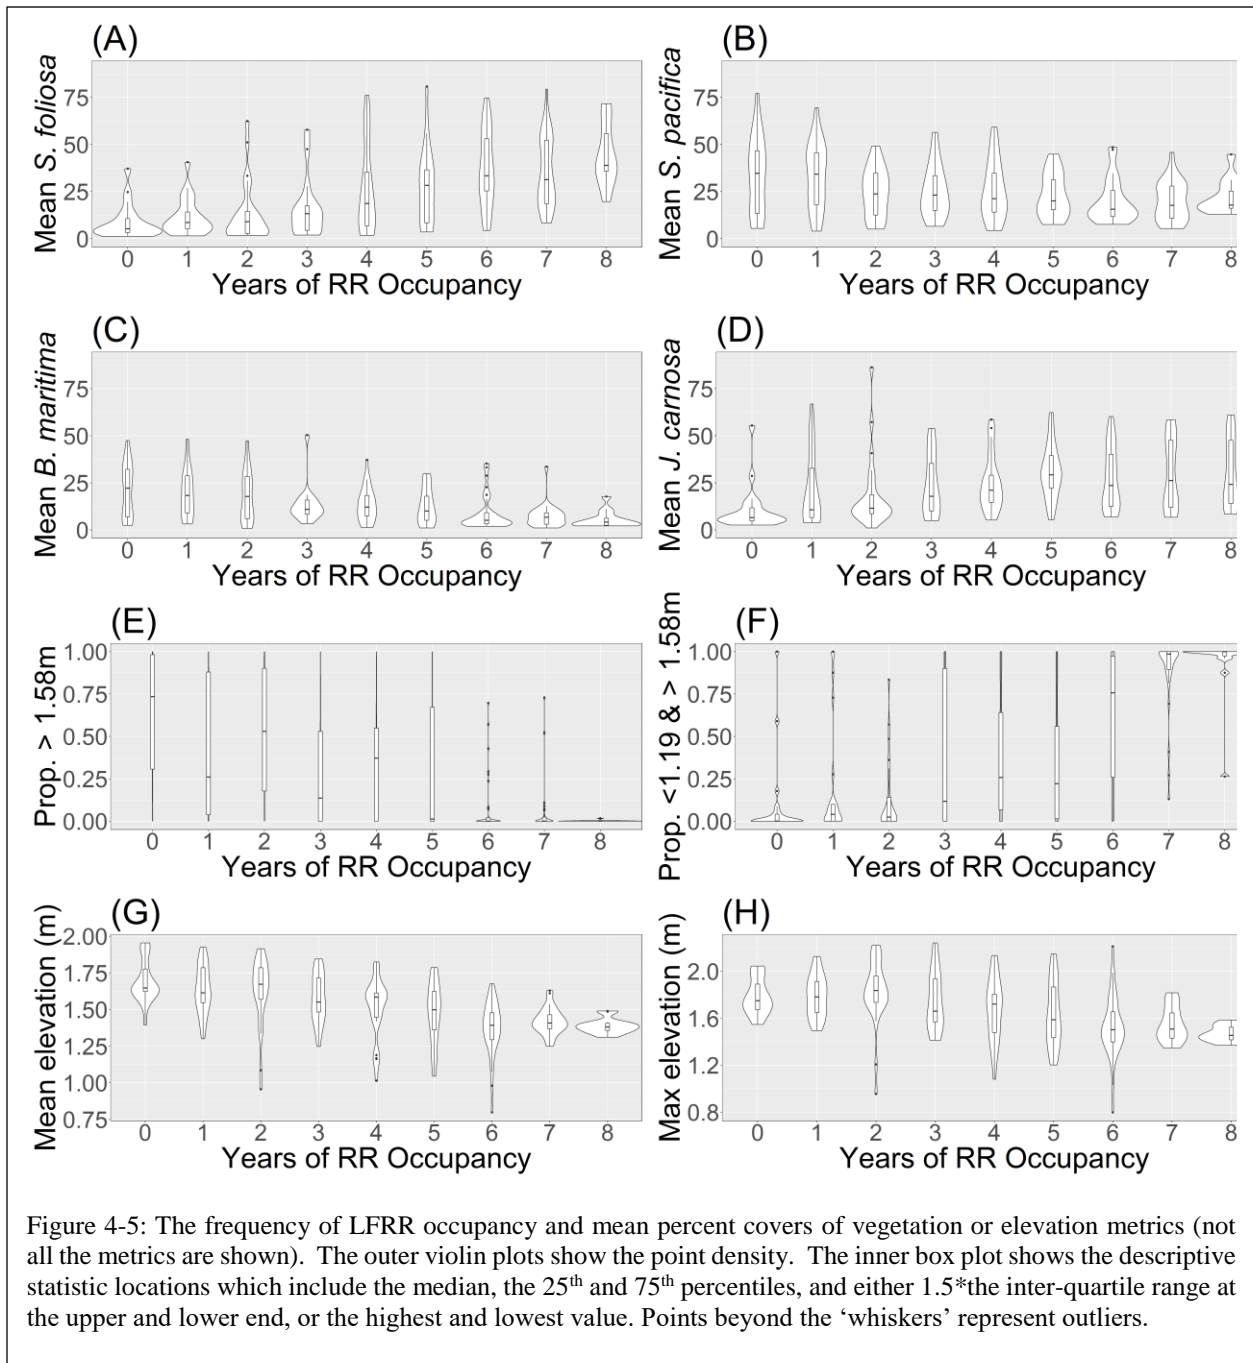 (A)
Mean S. foliosa
75
50
25
0
0 1 2 3 4 5 6 7 8
Years of RR Occupancy
(B)
Mean S. pacifica
75
50
25
0
0 1 2 3 4 5 6 7 8
Years of RR Occupancy
(C)
Mean B. maritima
75
50
25
0
0 1 2 3 4 5 6 7 8
Years of RR Occupancy
(D)
Mean J. carnosa
75
50
25
0
0 1 2 3 4 5 6 7 8
Years of RR Occupancy
(E)
Prop. > 1.58m
1.00
0.75
0.50
0.25
0.00
0 1 2 3 4 5 6 7 8
Years of RR Occupancy
(F)
Prop. <1.19 & > 1.58m
1.00
0.75
0.50
0.25
0.00
0 1 2 3 4 5 6 7 8
Years of RR Occupancy
(G)
Mean elevation (m)
2.00
1.75
1.50
1.25
1.00
0.75
0 1 2 3 4 5 6 7 8
Years of RR Occupancy
(H)
Max elevation (m)
2.0
1.6
1.2
0.8
0 1 2 3 4 5 6 7 8
Years of RR Occupancy
Figure 4-5: The frequency of LFRR occupancy and mean percent covers of vegetation or elevation metrics (not
all the metrics are shown). The outer violin plots show the point density. The inner box plot shows the descriptive
statistic locations which include the median, the 25th and 75th percentiles, and either 1.5*the inter-quartile range at
the upper and lower end, or the highest and lowest value. Points beyond the ‘whiskers’ represent outliers.